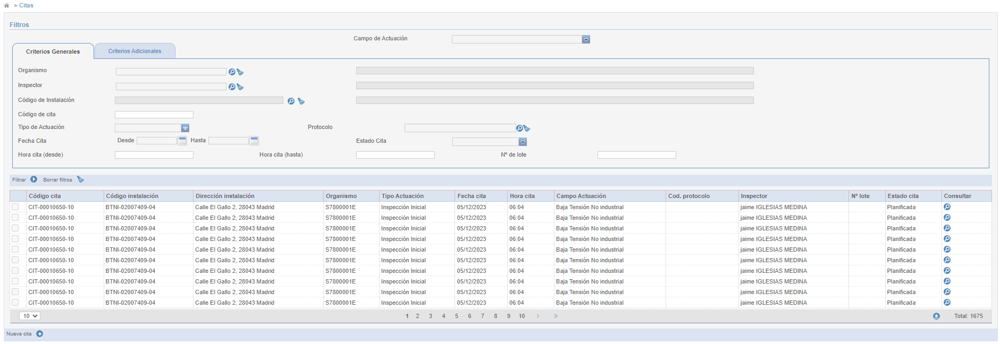 > Citas
Filtros
Campo de Actuación
Criterios Generales Criterios Adicionales
Organismo
Inspector
Código de Instalación
Código de cita
Tipo de Actuación Protocolo
Fecha Cita Desde Hasta Estado Cita
Hora cita (desde) Hora cita (hasta) Nº de lote
Filtrar Borrar filtros
Código cita Código instalación Dirección instalación Organismo Tipo Actuación Fecha cita Hora cita Campo Actuación Cod. protocolo Inspector Nº lote Estado cita Consultar
CIT-00010650-10 BTNI-02007409-04 Calle El Gallo 2, 28043 Madrid S7800001E Inspección Inicial 05/12/2023 06:04 Baja Tensión No industrial jaime IGLESIAS MEDINA Planificada
CIT-00010650-10 BTNI-02007409-04 Calle El Gallo 2, 28043 Madrid S7800001E Inspección Inicial 05/12/2023 06:04 Baja Tensión No industrial jaime IGLESIAS MEDINA Planificada
CIT-00010650-10 BTNI-02007409-04 Calle El Gallo 2, 28043 Madrid S7800001E Inspección Inicial 05/12/2023 06:04 Baja Tensión No industrial jaime IGLESIAS MEDINA Planificada
CIT-00010650-10 BTNI-02007409-04 Calle El Gallo 2, 28043 Madrid S7800001E Inspección Inicial 05/12/2023 06:04 Baja Tensión No industrial jaime IGLESIAS MEDINA Planificada
CIT-00010650-10 BTNI-02007409-04 Calle El Gallo 2, 28043 Madrid S7800001E Inspección Inicial 05/12/2023 06:04 Baja Tensión No industrial jaime IGLESIAS MEDINA Planificada
CIT-00010650-10 BTNI-02007409-04 Calle El Gallo 2, 28043 Madrid S7800001E Inspección Inicial 05/12/2023 06:04 Baja Tensión No industrial jaime IGLESIAS MEDINA Planificada
CIT-00010650-10 BTNI-02007409-04 Calle El Gallo 2, 28043 Madrid S7800001E Inspección Inicial 05/12/2023 06:04 Baja Tensión No industrial jaime IGLESIAS MEDINA Planificada
CIT-00010650-10 BTNI-02007409-04 Calle El Gallo 2, 28043 Madrid S7800001E Inspección Inicial 05/12/2023 06:04 Baja Tensión No industrial jaime IGLESIAS MEDINA Planificada
CIT-00010650-10 BTNI-02007409-04 Calle El Gallo 2, 28043 Madrid S7800001E Inspección Inicial 05/12/2023 06:04 Baja Tensión No industrial jaime IGLESIAS MEDINA Planificada
CIT-00010650-10 BTNI-02007409-04 Calle El Gallo 2, 28043 Madrid S7800001E Inspección Inicial 05/12/2023 06:04 Baja Tensión No industrial jaime IGLESIAS MEDINA Planificada
10 1 2 3 4 5 6 7 8 9 10 Total: 1675
Nueva cita